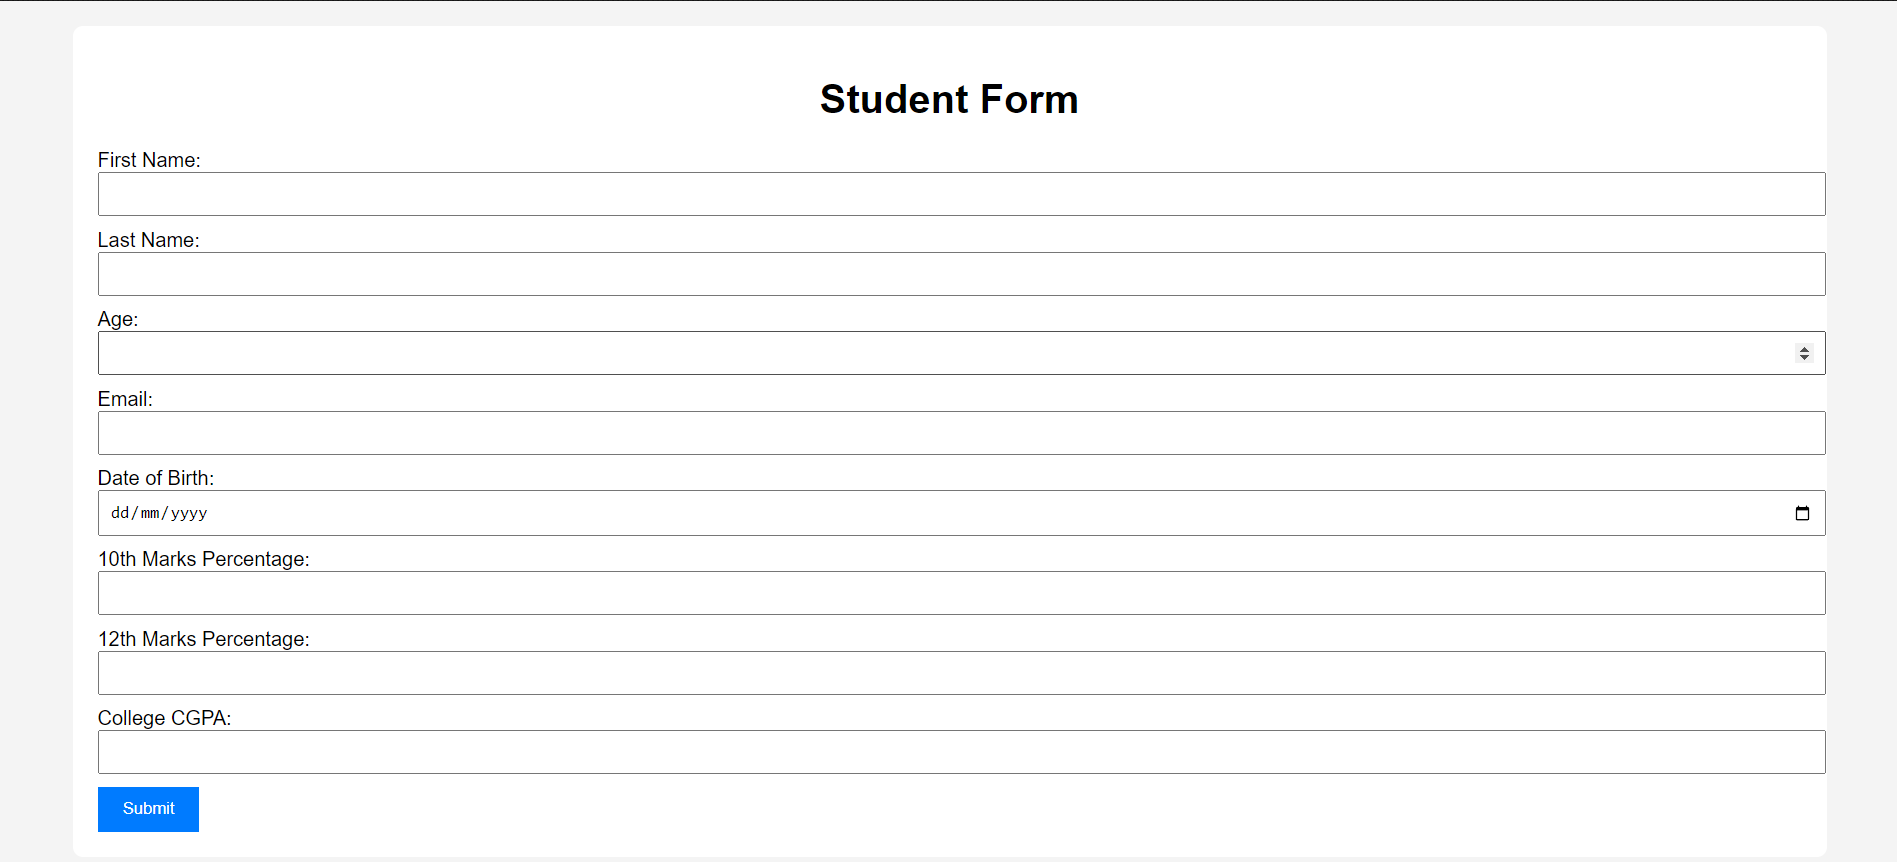 Student Form
First Name:
Last Name:
Age:
Email:
Date of Birth:
dd/mm/yyyy
10th Marks Percentage:
12th Marks Percentage:
College CGPA:
Submit